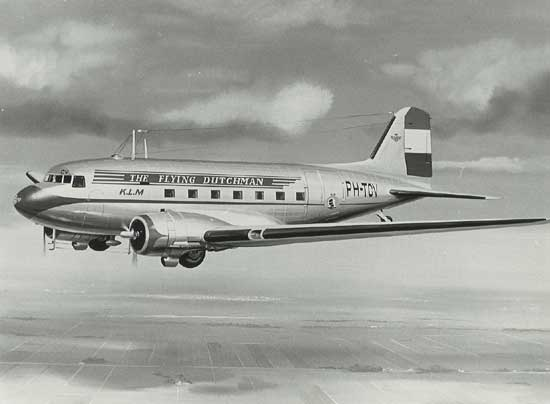 THE FLYING DUTCHMAN
K.L.M
PH-TCV